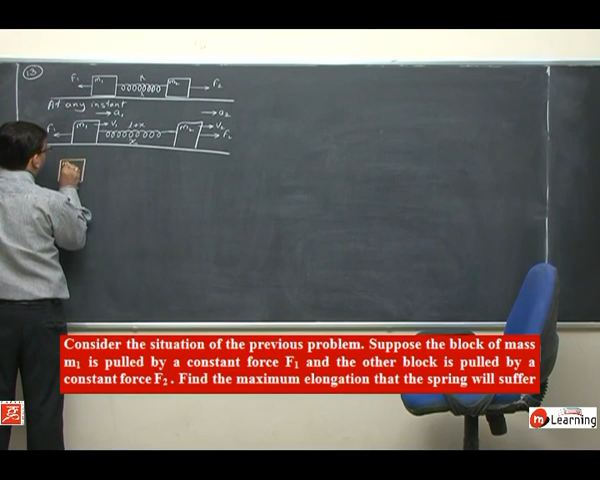 13
F₁ m₁ k m₂ F₂
At any instant
a₁ a₂
F₁ m₁ v₁ l+x m₂ v₂ F₂
Consider the situation of the previous problem. Suppose the block of mass
m₁ is pulled by a constant force F₁ and the other block is pulled by a
constant force F₂ . Find the maximum elongation that the spring will suffer
m Learning